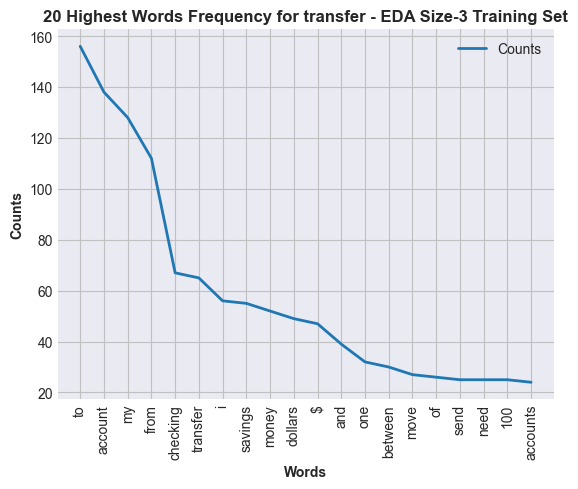 20 Highest Words Frequency for transfer - EDA Size-3 Training Set
Counts
160
140
120
100
80
60
40
20
Counts
to
account
my
from
checking
transfer
i
savings
money
dollars
$
and
one
between
move
of
send
need
100
accounts
Words